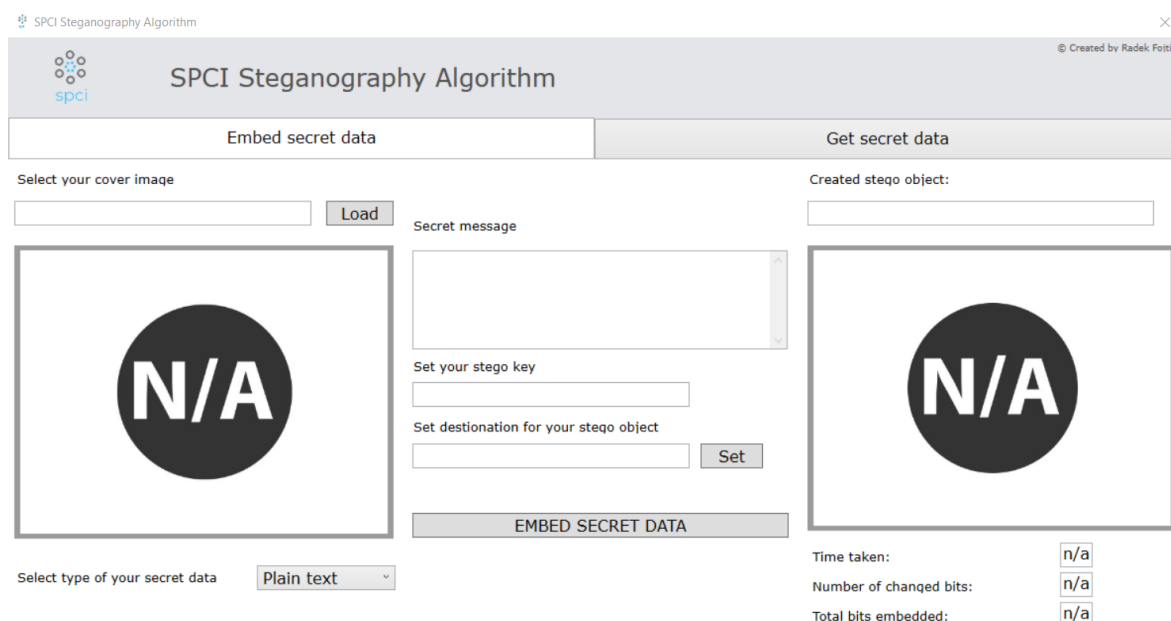 SPCI Steganography Algorithm
© Created by Radek Fojti
spci
SPCI Steganography Algorithm
Embed secret data
Get secret data
Select your cover image
Load
Secret message
N/A
Set your stego key
Set destionation for your stego object
Set
EMBED SECRET DATA
Select type of your secret data
Plain text
Created stego object:
N/A
Time taken: n/a
Number of changed bits: n/a
Total bits embedded: n/a